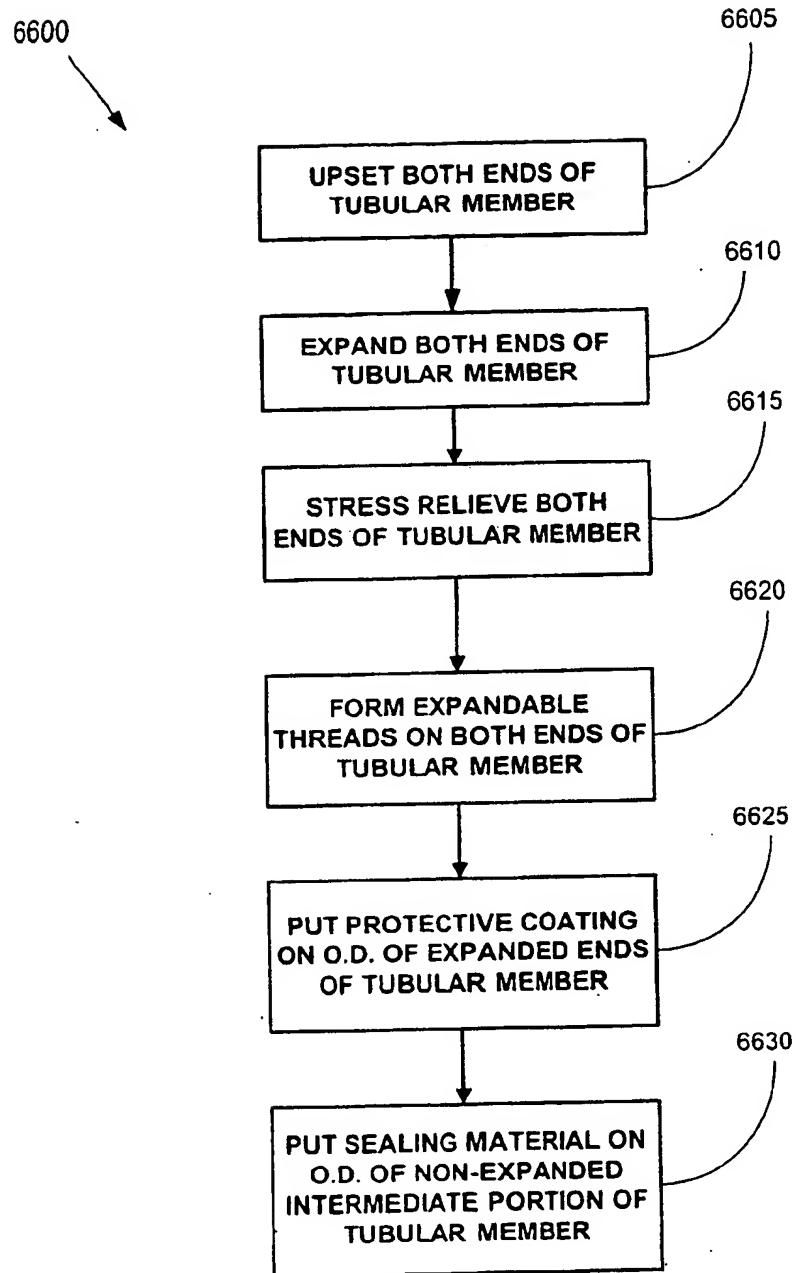 6600
6605
UPSET BOTH ENDS OF
TUBULAR MEMBER
6610
EXPAND BOTH ENDS OF
TUBULAR MEMBER
6615
STRESS RELIEVE BOTH
ENDS OF TUBULAR MEMBER
6620
FORM EXPANDABLE
THREADS ON BOTH ENDS OF
TUBULAR MEMBER
6625
PUT PROTECTIVE COATING
ON O.D. OF EXPANDED ENDS
OF TUBULAR MEMBER
6630
PUT SEALING MATERIAL ON
O.D. OF NON-EXPANDED
INTERMEDIATE PORTION OF
TUBULAR MEMBER